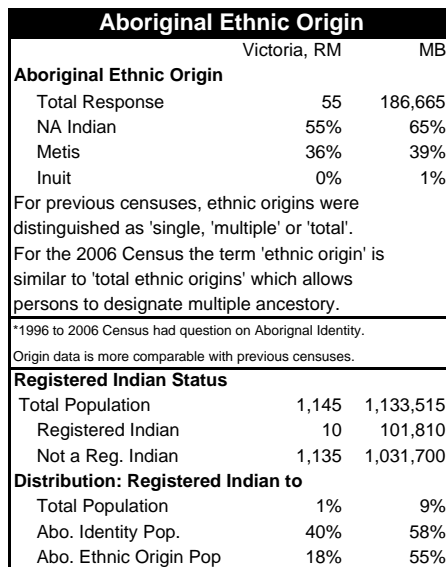 Aboriginal Ethnic Origin
Victoria, RM MB
Aboriginal Ethnic Origin
Total Response 55 186,665
NA Indian 55% 65%
Metis 36% 39%
Inuit 0% 1%
For previous censuses, ethnic origins were
distinguished as 'single, 'multiple' or 'total'.
For the 2006 Census the term 'ethnic origin' is
similar to 'total ethnic origins' which allows
persons to designate multiple ancestory.
*1996 to 2006 Census had question on Aborignal Identity.
Origin data is more comparable with previous censuses.
Registered Indian Status
Total Population 1,145 1,133,515
Registered Indian 10 101,810
Not a Reg. Indian 1,135 1,031,700
Distribution: Registered Indian to
Total Population 1% 9%
Abo. Identity Pop. 40% 58%
Abo. Ethnic Origin Pop 18% 55%